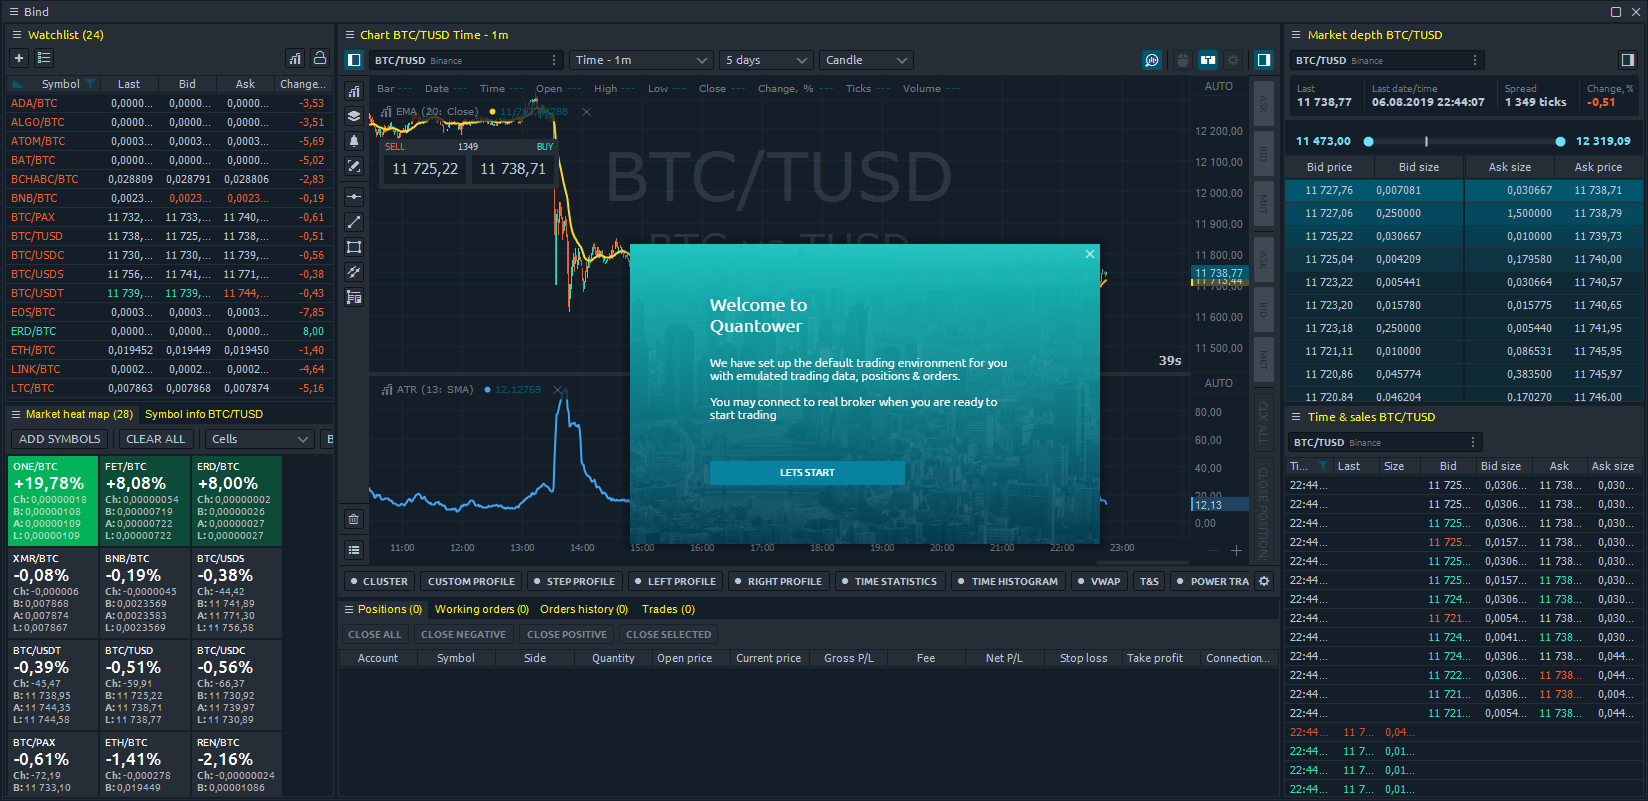 Bind
Watchlist (24)
Symbol Last Bid Ask Change...
ADA/BTC 0,0000... 0,0000... 0,0000... -3,53
ALGO/BTC 0,0000... 0,0000... 0,0000... -3,51
ATOM/BTC 0,0003... 0,0003... 0,0003... -5,69
BAT/BTC 0,0000... 0,0000... 0,0000... -5,02
BCHABC/BTC 0,028809 0,028791 0,028806 -2,83
BNB/BTC 0,0023... 0,0023... 0,0023... -0,19
BTC/PAX 11 732,... 11 733,... 11 740,... -0,61
BTC/TUSD 11 738,... 11 725,... 11 738,... -0,51
BTC/USDC 11 730,... 11 730,... 11 739,... -0,56
BTC/USDS 11 756,... 11 741,... 11 771,... -0,38
BTC/USDT 11 739,... 11 739,... 11 744,... -0,43
EOS/BTC 0,0003... 0,0003... 0,0003... -7,85
ERD/BTC 0,0000... 0,0000... 0,0000... 8,00
ETH/BTC 0,019452 0,019449 0,019450 -1,40
LINK/BTC 0,0002... 0,0002... 0,0002... -4,64
LTC/BTC 0,007863 0,007868 0,007874 -5,16
Market heat map (28) Symbol info BTC/TUSD
ADD SYMBOLS CLEAR ALL Cells B
ONE/BTC
+19,78%
Ch: 0,00000018
B: 0,00000108
A: 0,00000109
L: 0,00000109
FET/BTC
+8,08%
Ch: 0,00000054
B: 0,00000719
A: 0,00000722
L: 0,00000722
ERD/BTC
+8,00%
Ch: 0,00000002
B: 0,00000026
A: 0,00000027
L: 0,00000027
XMR/BTC
-0,08%
Ch: -0,000006
B: 0,007868
A: 0,007874
L: 0,007867
BNB/BTC
-0,19%
Ch: -0,0000045
B: 0,0023569
A: 0,0023583
L: 0,0023569
BTC/USDS
-0,38%
Ch: -44,42
B: 11 741,89
A: 11 771,30
L: 11 756,58
BTC/USDT
-0,39%
Ch: -45,47
B: 11 738,95
A: 11 744,35
L: 11 744,58
BTC/TUSD
-0,51%
Ch: -59,91
B: 11 725,22
A: 11 738,71
L: 11 738,77
BTC/USDC
-0,56%
Ch: -66,37
B: 11 730,92
A: 11 739,97
L: 11 730,89
BTC/PAX
-0,61%
Ch: -72,19
B: 11 733,10
ETH/BTC
-1,41%
Ch: -0,000278
B: 0,019449
REN/BTC
-2,16%
Ch: -0,00000024
B: 0,00001086
Chart BTC/TUSD Time - 1m
BTC/TUSD Binance Time - 1m 5 days Candle
Bar --- Date --- Time --- Open --- High --- Low --- Close --- Change, % --- Ticks --- Volume ---
EMA (20: Close)
SELL 1349 BUY
11 725,22 11 738,71
BTC/TUSD
AUTO
12 200,00
12 100,00
12 000,00
11 900,00
11 800,00
11 738,77
11 713,44
11 700,00
11 600,00
11 500,00
39s
ASK
BID
MKT
ASK
BID
MKT
CLX ALL
CLOSE POSITION
Welcome to
Quantower
We have set up the default trading environment for you
with emulated trading data, positions & orders.
You may connect to real broker when you are ready to
start trading
LETS START
ATR (13: SMA) 12,12769
AUTO
80,00
60,00
40,00
20,00
12,13
0,00
11:00 12:00 13:00 14:00 15:00 16:00 17:00 18:00 19:00 20:00 21:00 22:00 23:00
CLUSTER CUSTOM PROFILE STEP PROFILE LEFT PROFILE RIGHT PROFILE TIME STATISTICS TIME HISTOGRAM VWAP T&S POWER TRA
Positions (0) Working orders (0) Orders history (0) Trades (0)
CLOSE ALL CLOSE NEGATIVE CLOSE POSITIVE CLOSE SELECTED
Account Symbol Side Quantity Open price Current price Gross P/L Fee Net P/L Stop loss Take profit Connection...
Market depth BTC/TUSD
BTC/TUSD Binance
Last Last date/time Spread Change, %
11 738,77 06.08.2019 22:44:07 1 349 ticks -0,51
11 473,00 12 319,09
Bid price Bid size Ask size Ask price
11 727,76 0,007081 0,030667 11 738,71
11 727,06 0,250000 1,500000 11 738,79
11 725,22 0,030667 0,010000 11 739,73
11 725,04 0,004209 0,179580 11 740,00
11 723,22 0,005441 0,030664 11 740,57
11 723,20 0,015780 0,015775 11 740,65
11 723,18 0,250000 0,005440 11 741,95
11 721,11 0,010000 0,086531 11 745,95
11 720,86 0,045774 0,383500 11 745,97
11 720,84 0,046204 0,170270 11 746,00
Time & sales BTC/TUSD
BTC/TUSD Binance
Ti... Last Size Bid Bid size Ask Ask size
22:44... 11 725... 0,0306... 11 738... 0,030...
22:44... 11 725... 0,0306... 11 738... 0,030...
22:44... 11 725... 0,0306... 11 738... 0,030...
22:44... 11 725... 0,0157... 11 738... 0,030...
22:44... 11 725... 0,0306... 11 738... 0,030...
22:44... 11 725... 0,0157... 11 738... 0,030...
22:44... 11 724... 0,0306... 11 738... 0,030...
22:44... 11 721... 0,0054... 11 738... 0,030...
22:44... 11 724... 0,0041... 11 738... 0,030...
22:44... 11 724... 0,0306... 11 738... 0,044...
22:44... 11 722... 0,0306... 11 738... 0,044...
22:44... 11 721... 0,0306... 11 738... 0,044...
22:44... 11 721... 0,0054... 11 738... 0,044...
22:44... 11 7... 0,04...
22:44... 11 7... 0,01...
22:44... 11 7... 0,01...
22:44... 11 7... 0,01...